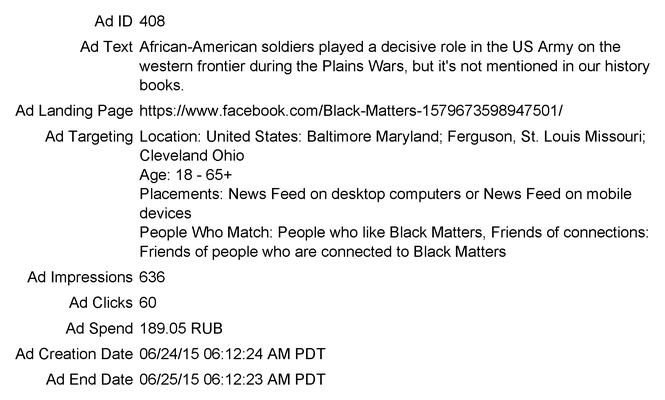 Ad ID 408
Ad Text African-American soldiers played a decisive role in the US Army on the
western frontier during the Plains Wars, but it's not mentioned in our history
books.
Ad Landing Page https://www.facebook.com/Black-Matters-1579673598947501/
Ad Targeting Location: United States: Baltimore Maryland; Ferguson, St. Louis Missouri;
Cleveland Ohio
Age: 18 - 65+
Placements: News Feed on desktop computers or News Feed on mobile
devices
People Who Match: People who like Black Matters, Friends of connections:
Friends of people who are connected to Black Matters
Ad Impressions 636
Ad Clicks 60
Ad Spend 189.05 RUB
Ad Creation Date 06/24/15 06:12:24 AM PDT
Ad End Date 06/25/15 06:12:23 AM PDT